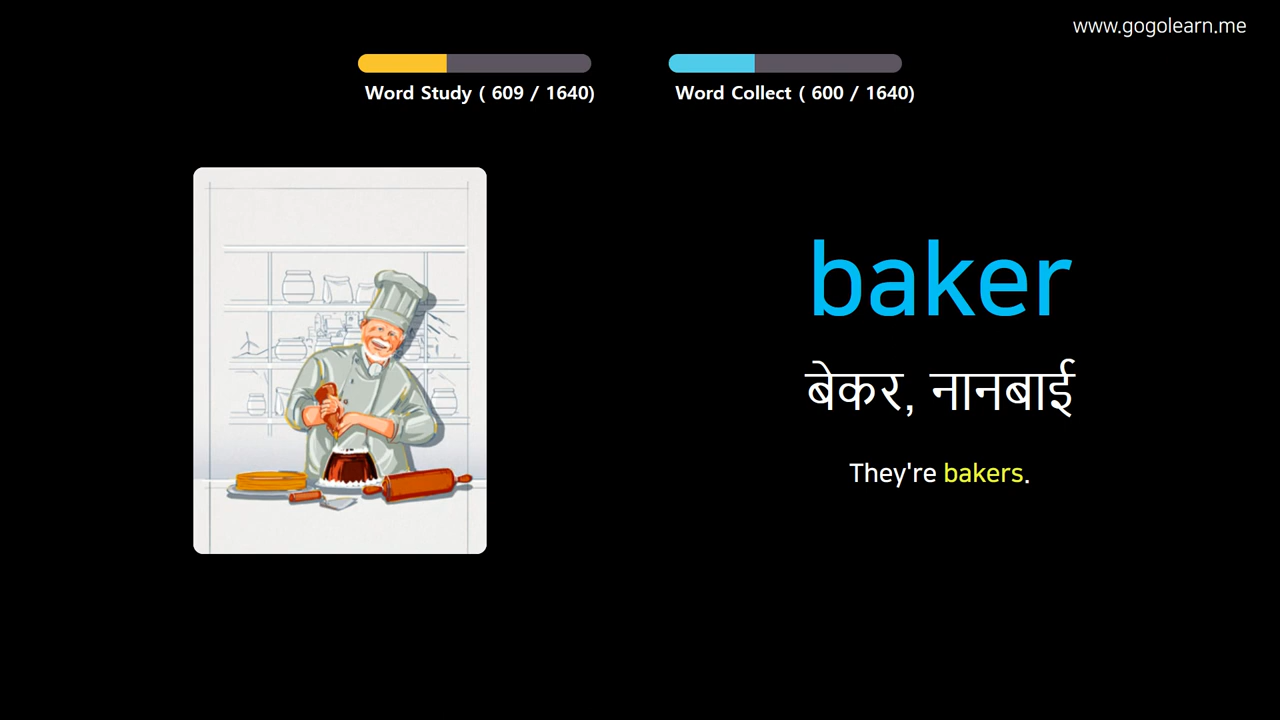 www.gogolearn.me
Word Study ( 609 / 1640)
Word Collect ( 600 / 1640)
baker
बेकर, नानबाई
They're bakers.